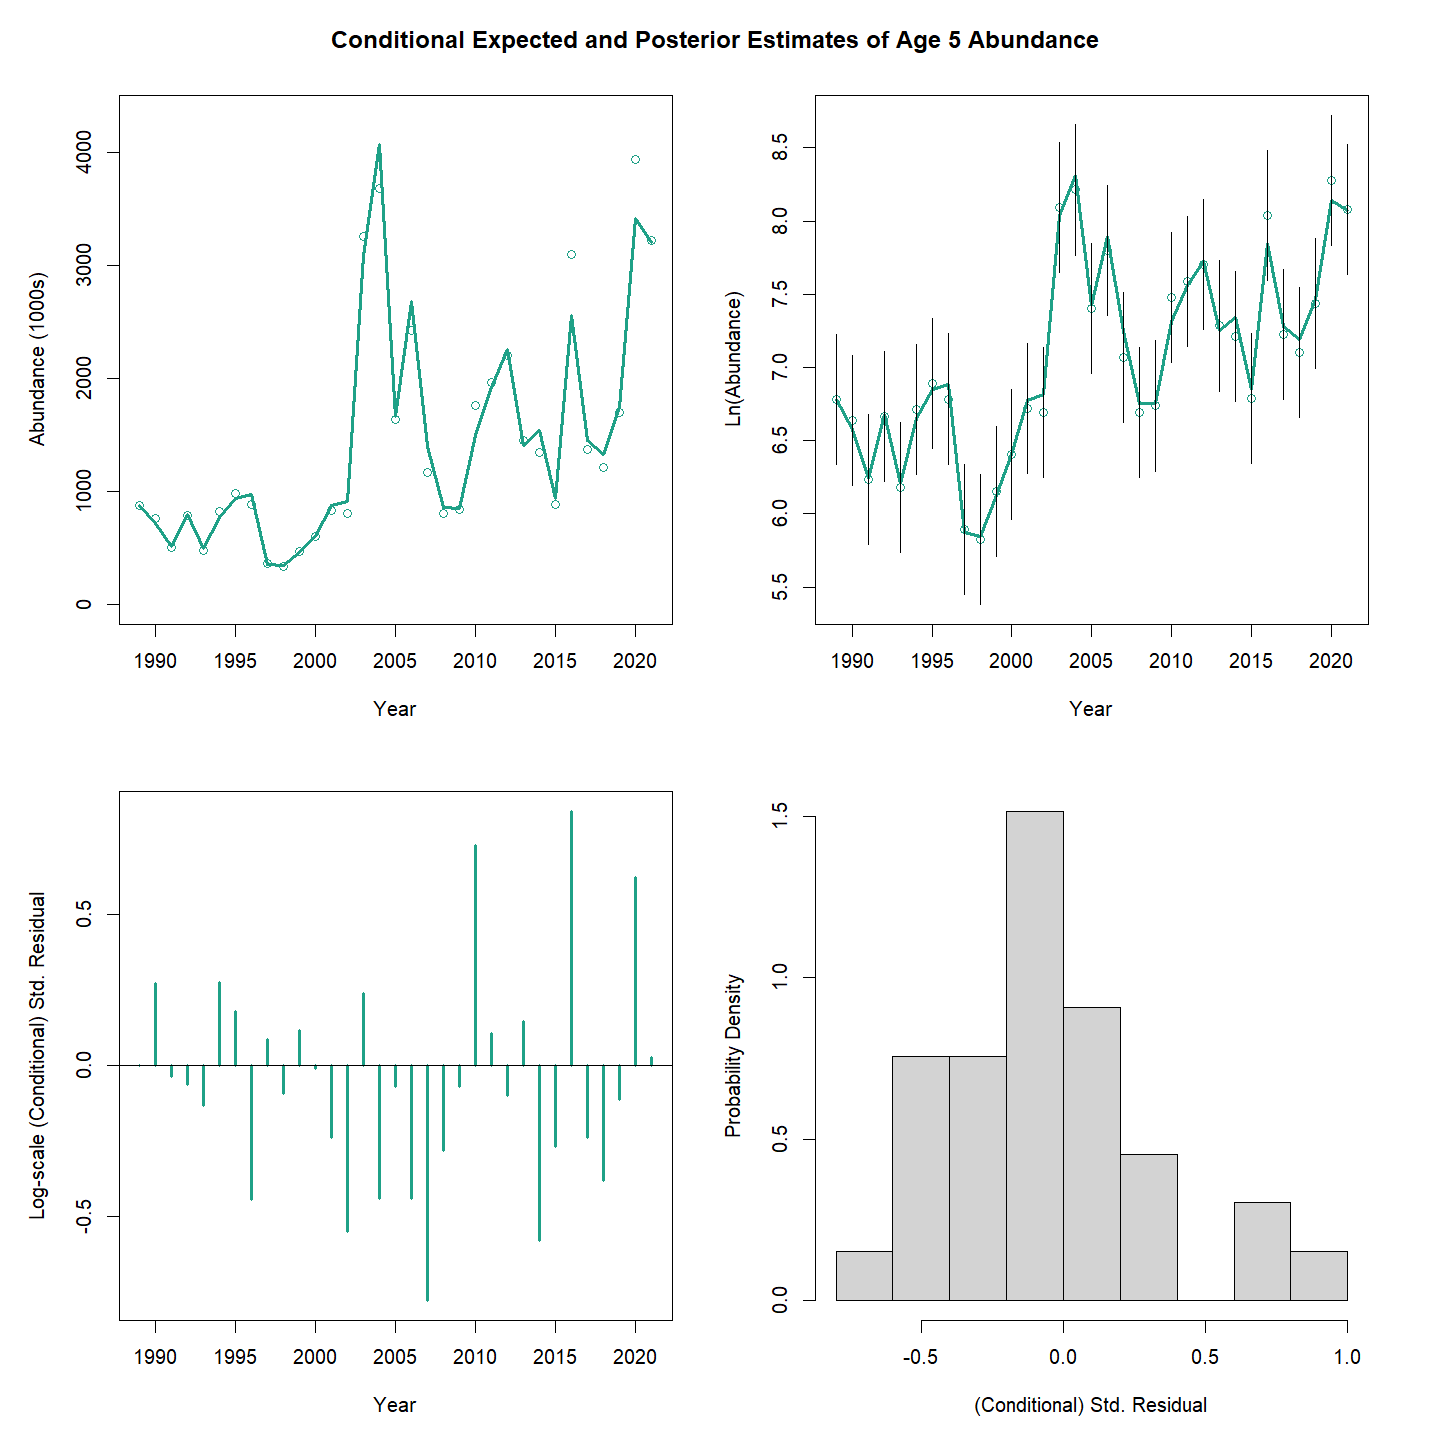 Conditional Expected and Posterior Estimates of Age 5 Abundance
Abundance (1000s)
4000
3000
2000
1000
0
1990 1995 2000 2005 2010 2015 2020
Year
Ln(Abundance)
8.5
8.0
7.5
7.0
6.5
6.0
5.5
1990 1995 2000 2005 2010 2015 2020
Year
Log-scale (Conditional) Std. Residual
0.5
0.0
-0.5
1990 1995 2000 2005 2010 2015 2020
Year
Probability Density
1.5
1.0
0.5
0.0
-0.5 0.0 0.5 1.0
(Conditional) Std. Residual